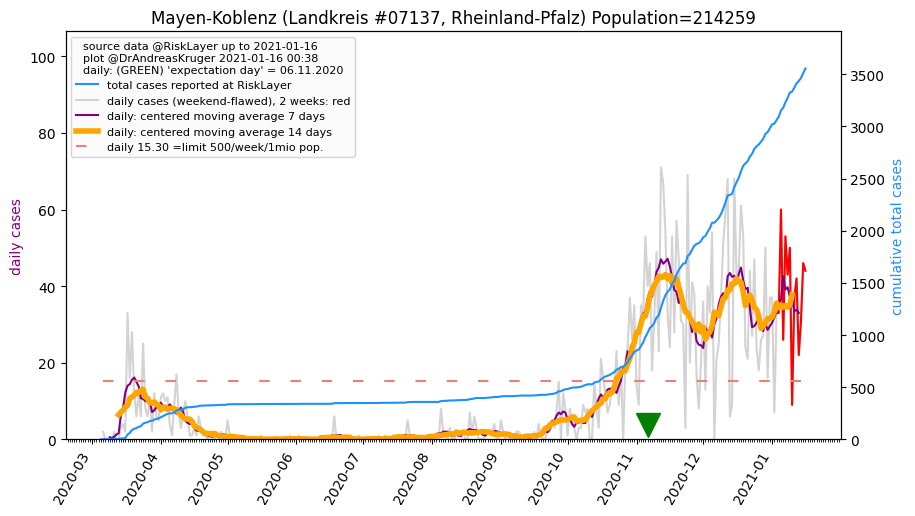 Mayen-Koblenz (Landkreis #07137, Rheinland-Pfalz) Population=214259
source data @RiskLayer up to 2021-01-16
plot @DrAndreasKruger 2021-01-16 00:38
daily: (GREEN) 'expectation day' = 06.11.2020
total cases reported at RiskLayer
daily cases (weekend-flawed), 2 weeks: red
daily: centered moving average 7 days
daily: centered moving average 14 days
daily 15.30 =limit 500/week/1mio pop.
daily cases
100
80
60
40
20
0
cumulative total cases
3500
3000
2500
2000
1500
1000
500
0
2020-03
2020-04
2020-05
2020-06
2020-07
2020-08
2020-09
2020-10
2020-11
2020-12
2021-01